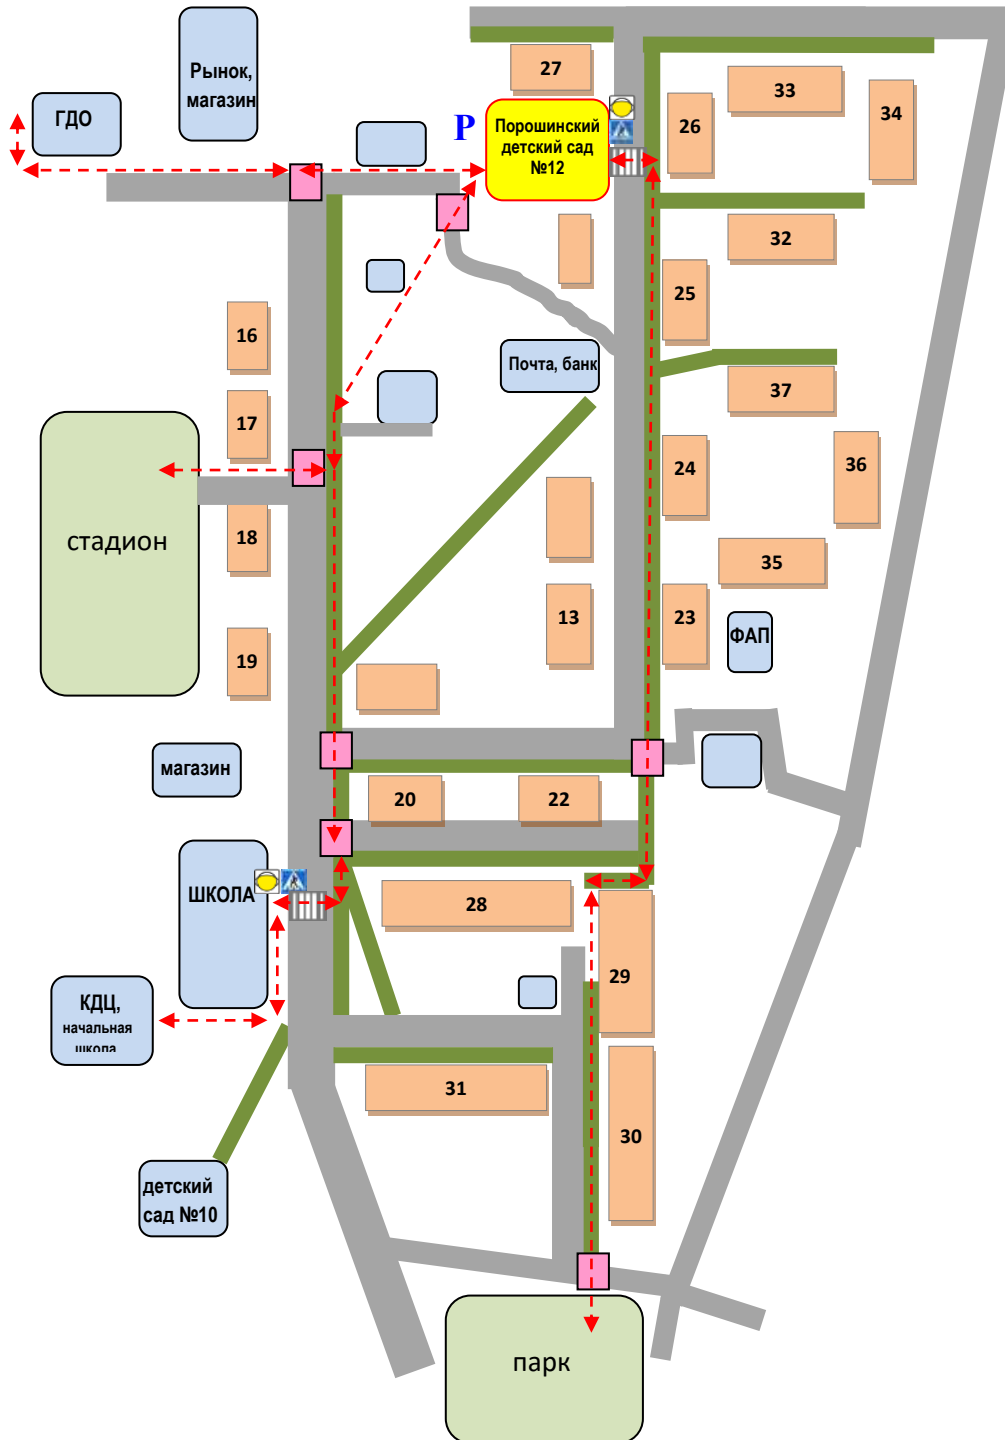 Рынок,
магазин
ГДО
P
27
Порошинский
детский сад
№12
26
33
34
32
25
16
17
Почта, банк
37
24
36
стадион
18
35
13
23
ФАП
19
магазин
20
22
ШКОЛА
28
29
КДЦ,
начальная
школа
31
30
детский
сад №10
парк